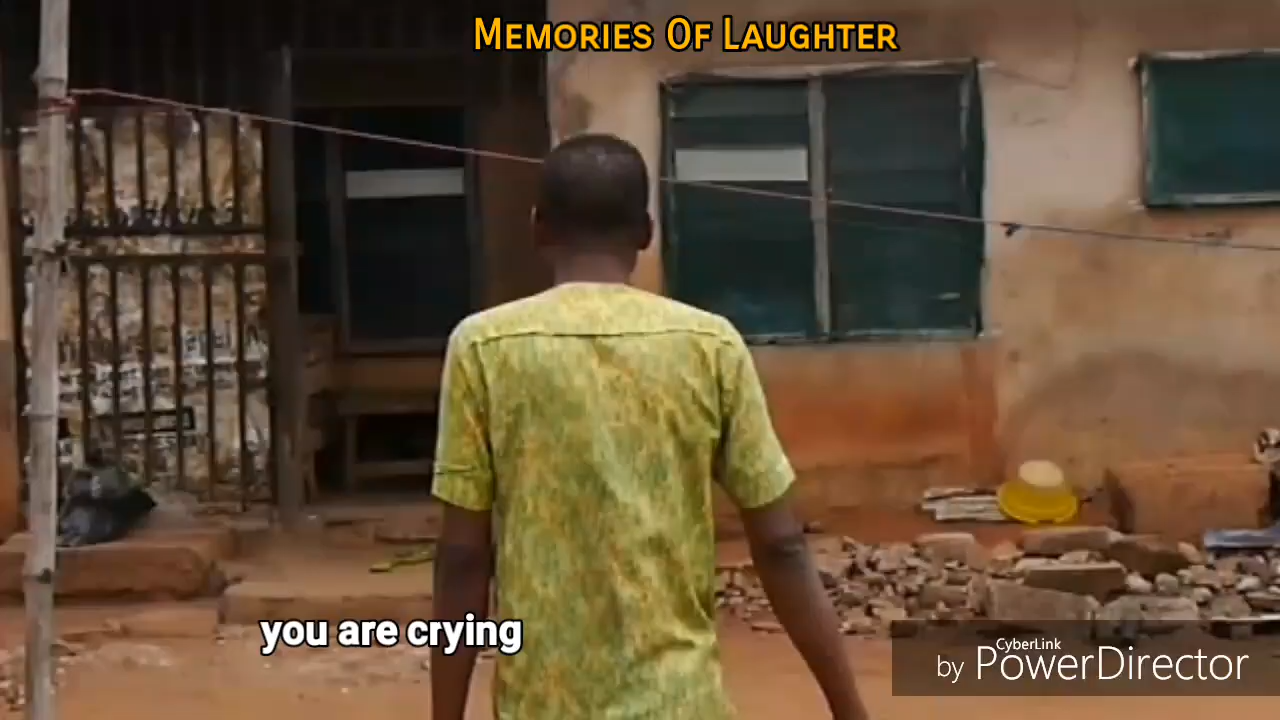 Memories Of Laughter
you are crying
CyberLink
by PowerDirector